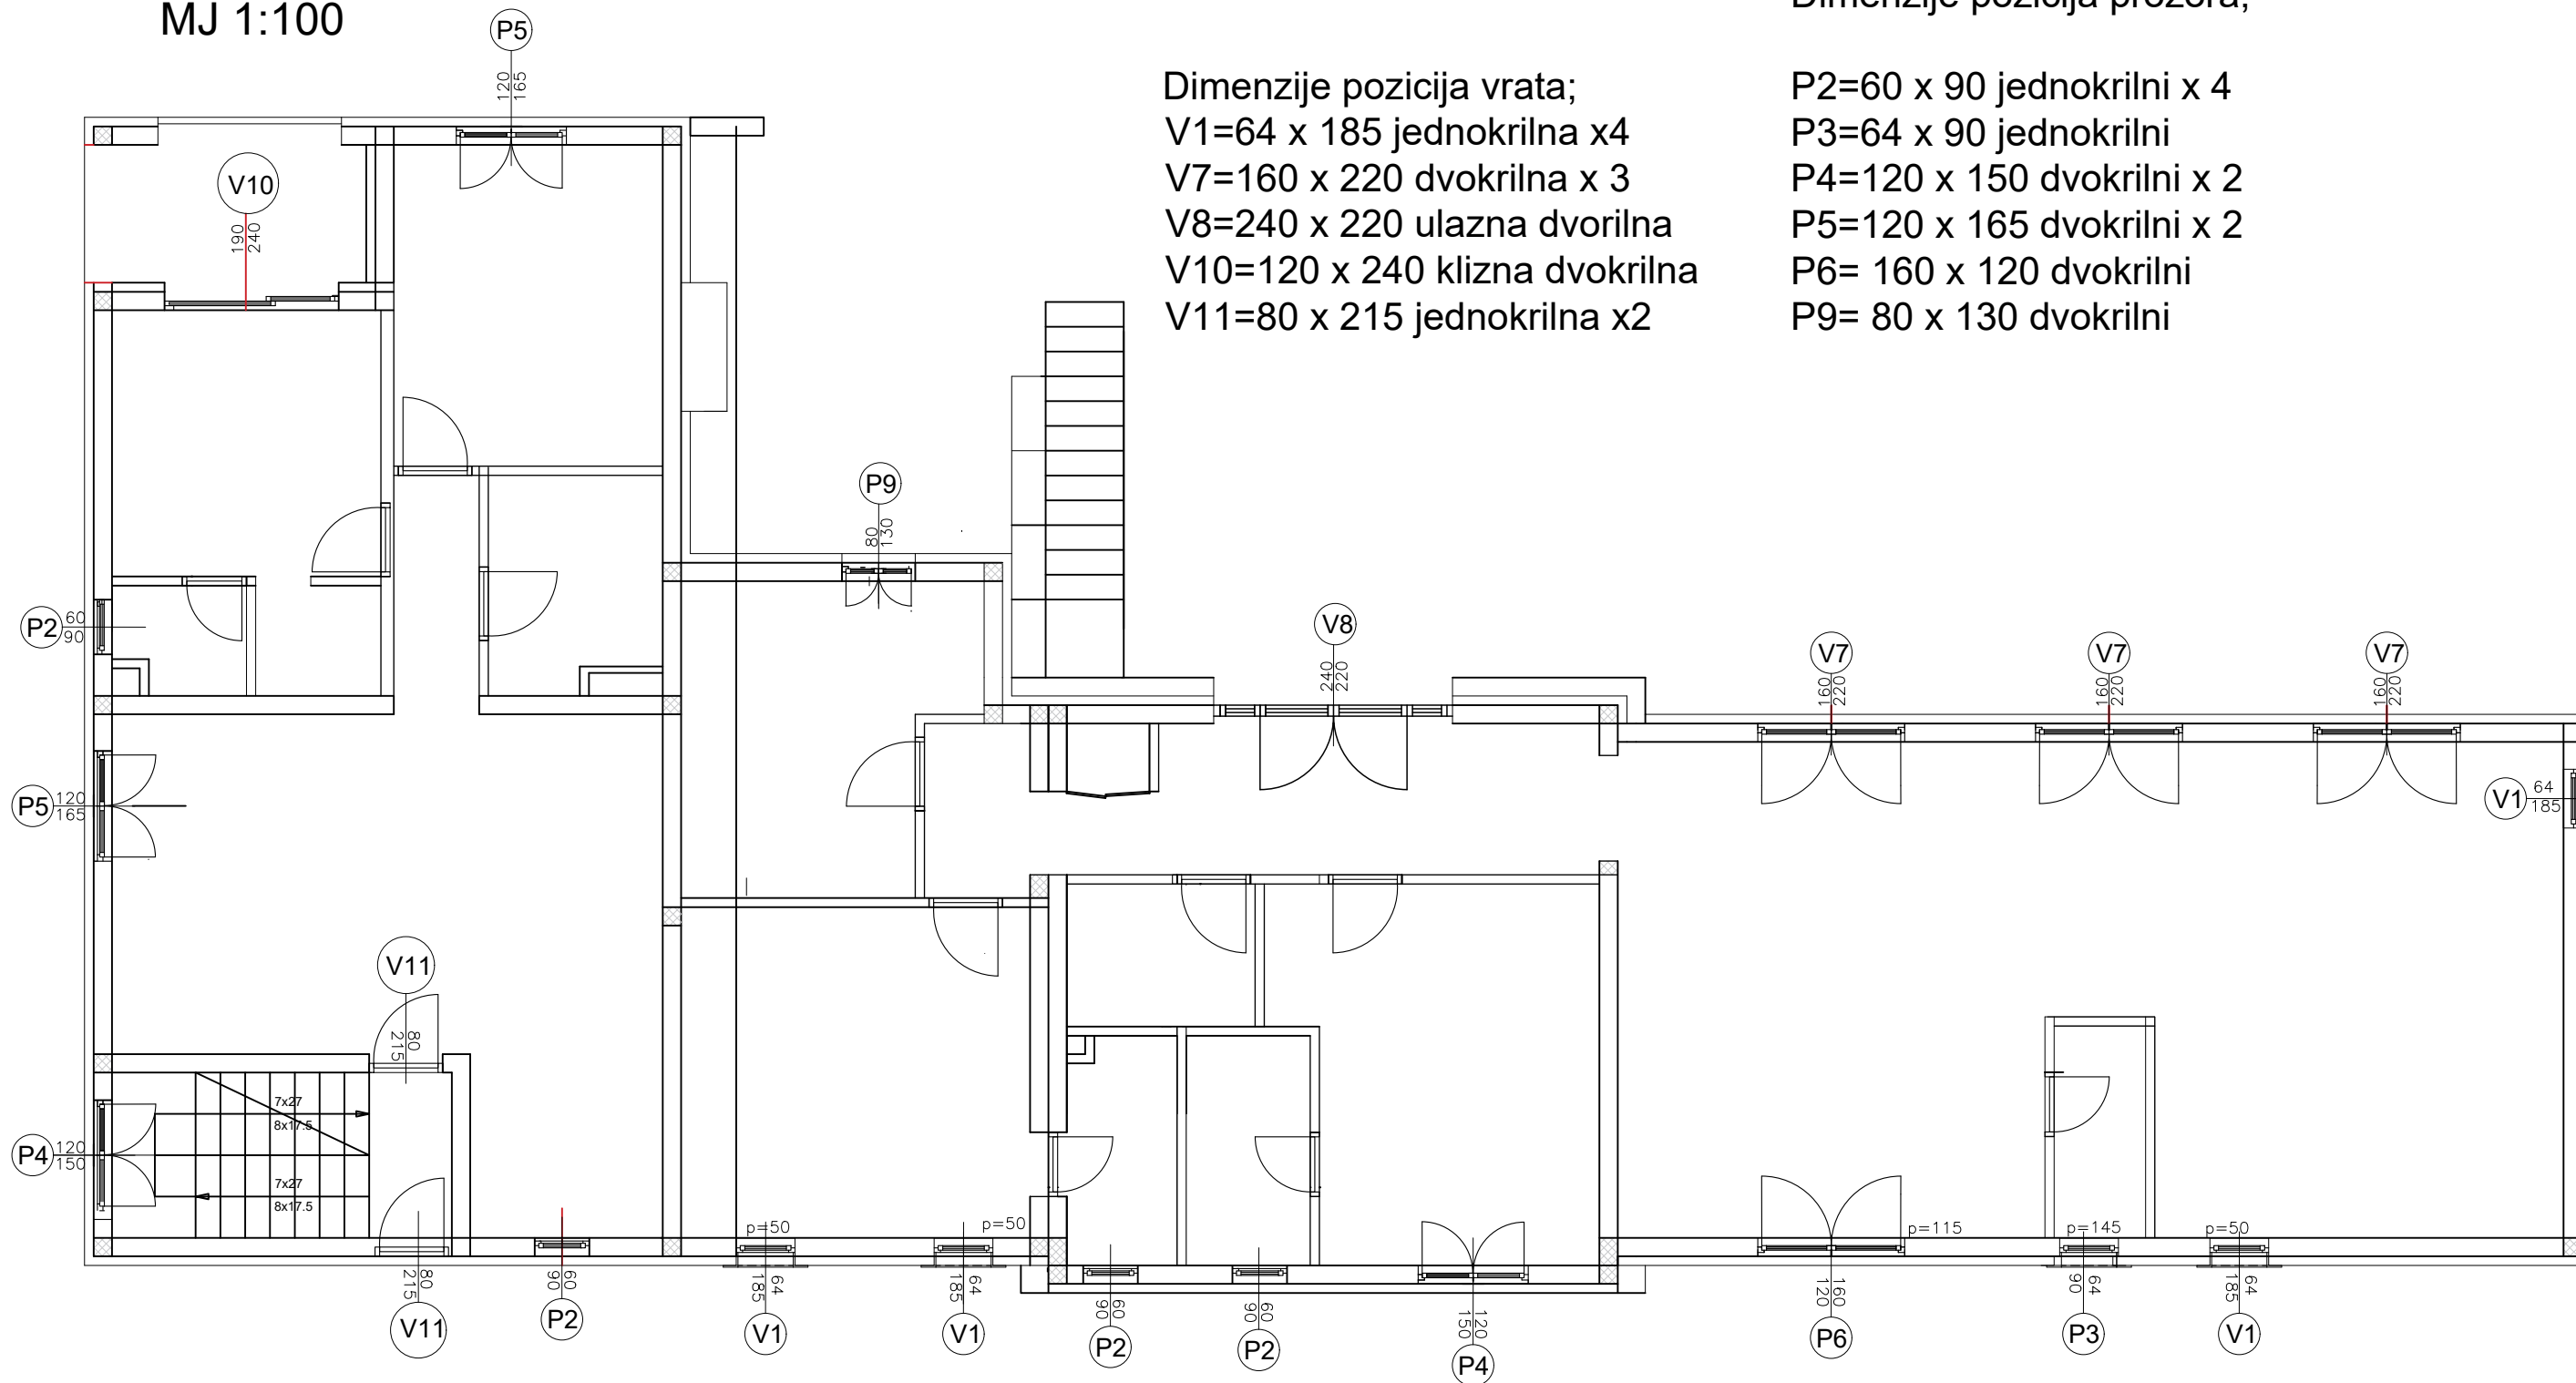 MJ 1:100
Dimenzije pozicija prozora;
Dimenzije pozicija vrata;
V1=64 x 185 jednokrilna x4
V7=160 x 220 dvokrilna x 3
V8=240 x 220 ulazna dvorilna
V10=120 x 240 klizna dvokrilna
V11=80 x 215 jednokrilna x2
P2=60 x 90 jednokrilni x 4
P3=64 x 90 jednokrilni
P4=120 x 150 dvokrilni x 2
P5=120 x 165 dvokrilni x 2
P6= 160 x 120 dvokrilni
P9= 80 x 130 dvokrilni
P5
120
165
V10
190
240
P9
80
130
P2
60
90
V8
240
220
V7
160
220
V7
160
220
V7
160
220
P5
120
165
V1
64
185
V11
80
215
7x27
8x17.5
P4
120
150
7x27
8x17.5
p=50
p=50
p=115
p=145
p=50
80
215
V11
60
90
P2
64
185
V1
64
185
V1
60
90
P2
60
90
P2
120
150
P4
160
120
P6
64
90
P3
64
185
V1